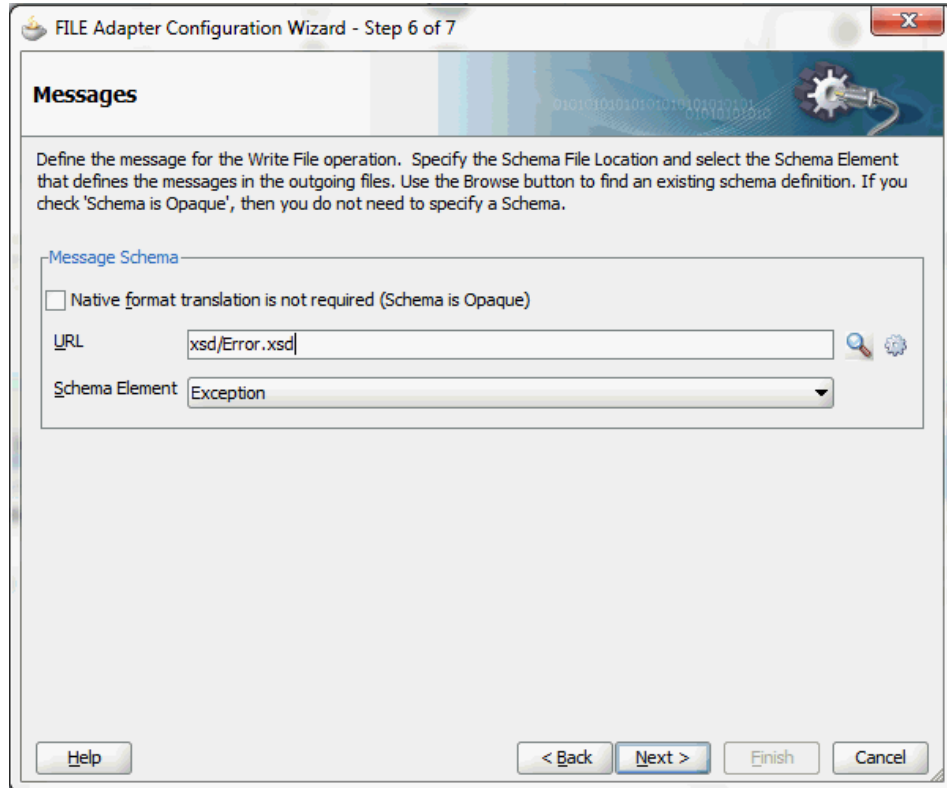 FILE Adapter Configuration Wizard - Step 6 of 7
Messages
010101010101010101010101
01010101010
Define the message for the Write File operation. Specify the Schema File Location and select the Schema Element
that defines the messages in the outgoing files. Use the Browse button to find an existing schema definition. If you
check 'Schema is Opaque', then you do not need to specify a Schema.
Message Schema
Native format translation is not required (Schema is Opaque)
URL xsd/Error.xsd
Schema Element Exception
Help < Back Next > Finish Cancel